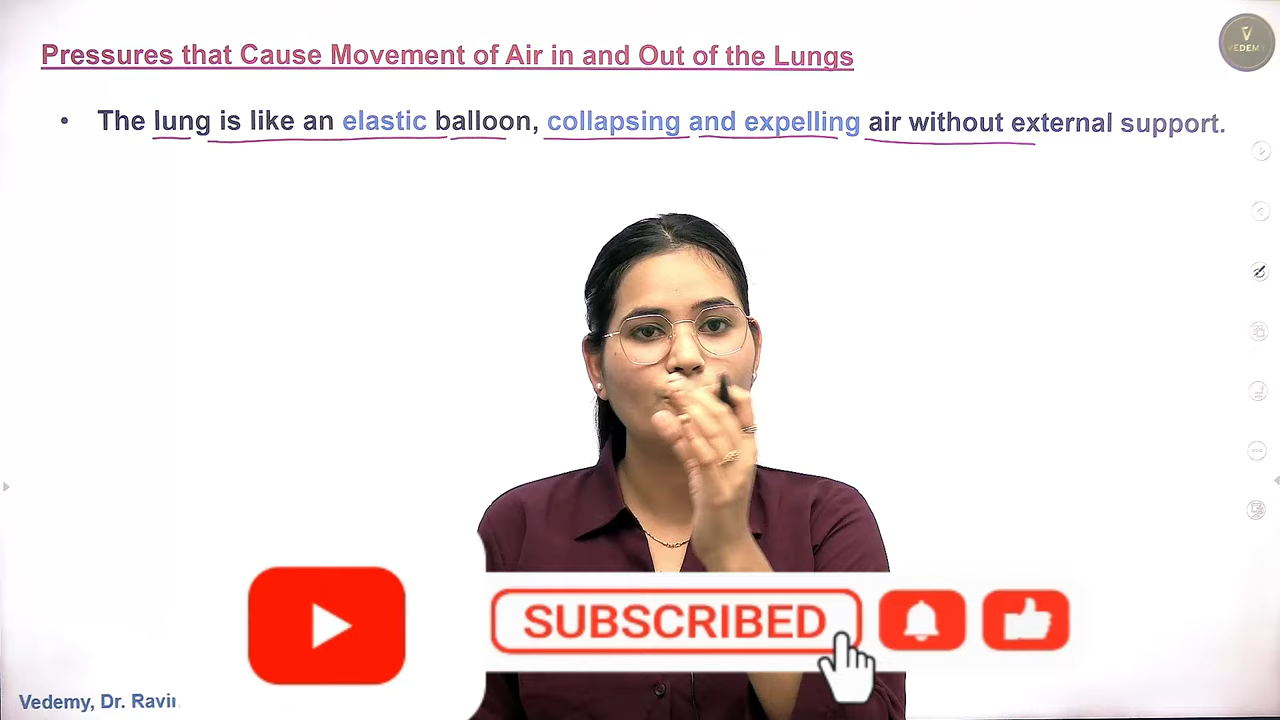 Pressures that Cause Movement of Air in and Out of the Lungs
VEDEMY
• The lung is like an elastic balloon, collapsing and expelling air without external support.
SUBSCRIBED
Vedemy, Dr. Ravi